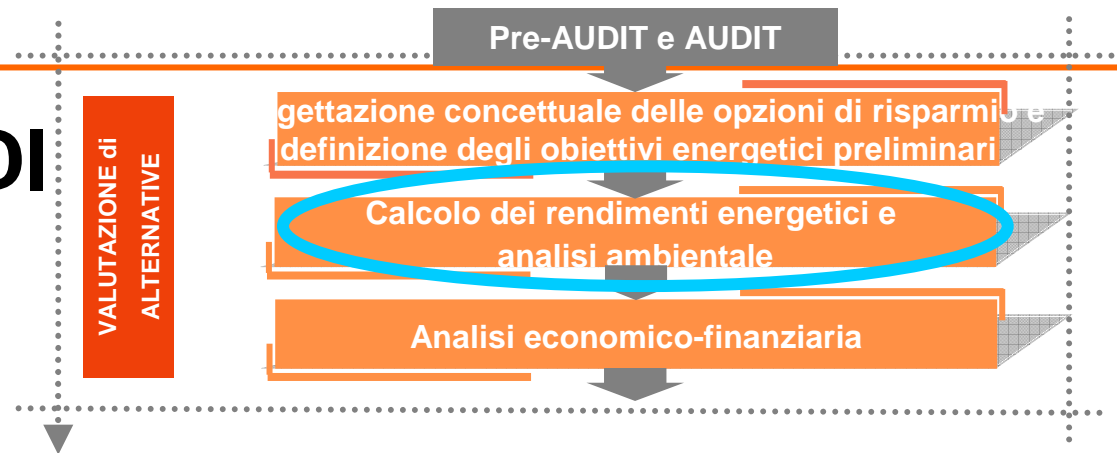 Pre-AUDIT e AUDIT
DI
VALUTAZIONE di
ALTERNATIVE
gettazione concettuale delle opzioni di risparmio e
definizione degli obiettivi energetici preliminari
Calcolo dei rendimenti energetici e
analisi ambientale
Analisi economico-finanziaria